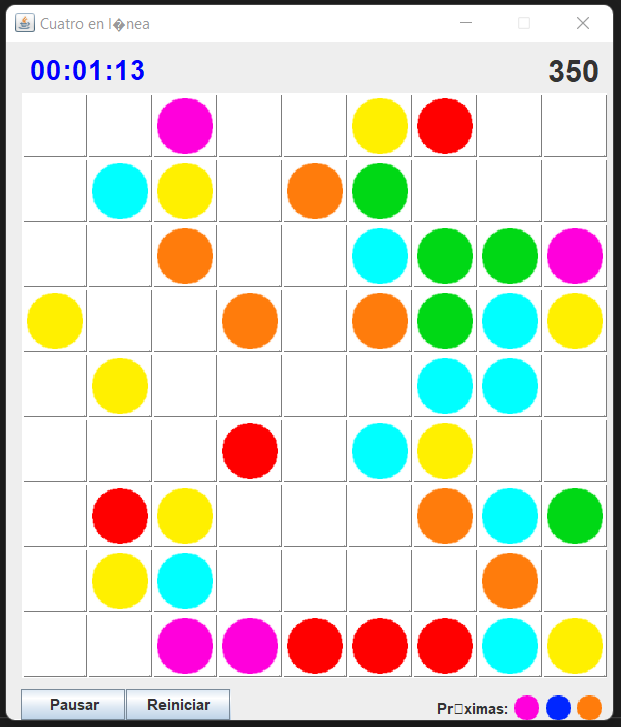 Cuatro en l�nea
00:01:13
350
Pausar
Reiniciar
Pr▯ximas: